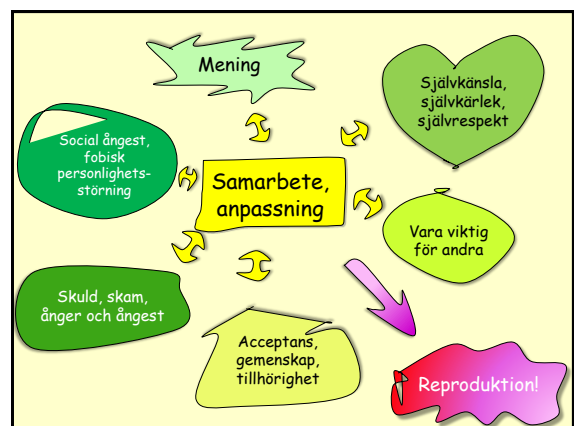 Mening
Självkänsla,
självkärlek,
självrespekt
Social ångest,
fobisk
personlighets-
störning
Samarbete,
anpassning
Vara viktig
för andra
Skuld, skam,
ånger och ångest
Acceptans,
gemenskap,
tillhörighet
Reproduktion!